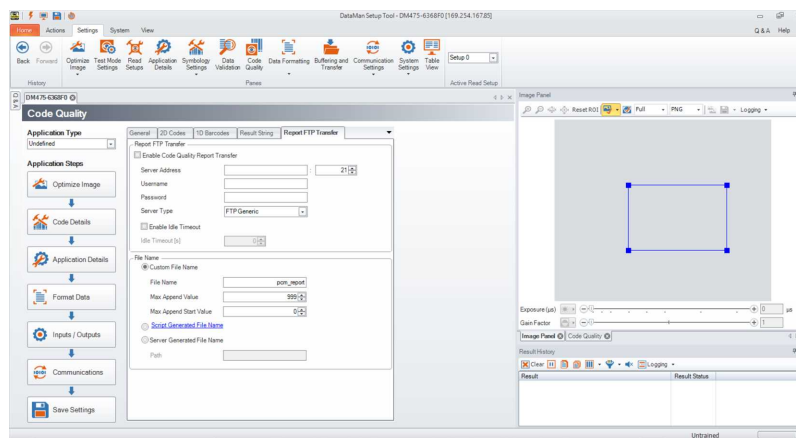 DataMan Setup Tool - DM475-6368F0 [169.254.167.85]
Home Actions Settings System View Q & A Help
Back Forward Optimize Image Test Mode Settings Read Setups Application Details Symbology Settings Data Validation Code Quality Data Formatting Buffering and Transfer Communication Settings System Settings Table View Setup 0
History Panes Active Read Setup
Q & A
DM475-6368F0
Code Quality
Application Type
Undefined
Application Steps
Optimize Image
Code Details
Application Details
Format Data
Inputs / Outputs
Communications
Save Settings
General 2D Codes 1D Barcodes Result String Report FTP Transfer
Report FTP Transfer
Enable Code Quality Report Transfer
Server Address : 21
Username
Password
Server Type FTP Generic
Enable Idle Timeout
Idle Timeout [s] 0
File Name
Custom File Name
File Name pcm_report
Max Append Value 999
Max Append Start Value 0
Script Generated File Name
Server Generated File Name
Path
Image Panel
Reset ROI Full PNG Logging
Exposure (µs) 0 µs
Gain Factor 1
Image Panel Code Quality
Result History
Clear Logging
Result Result Status
Untrained